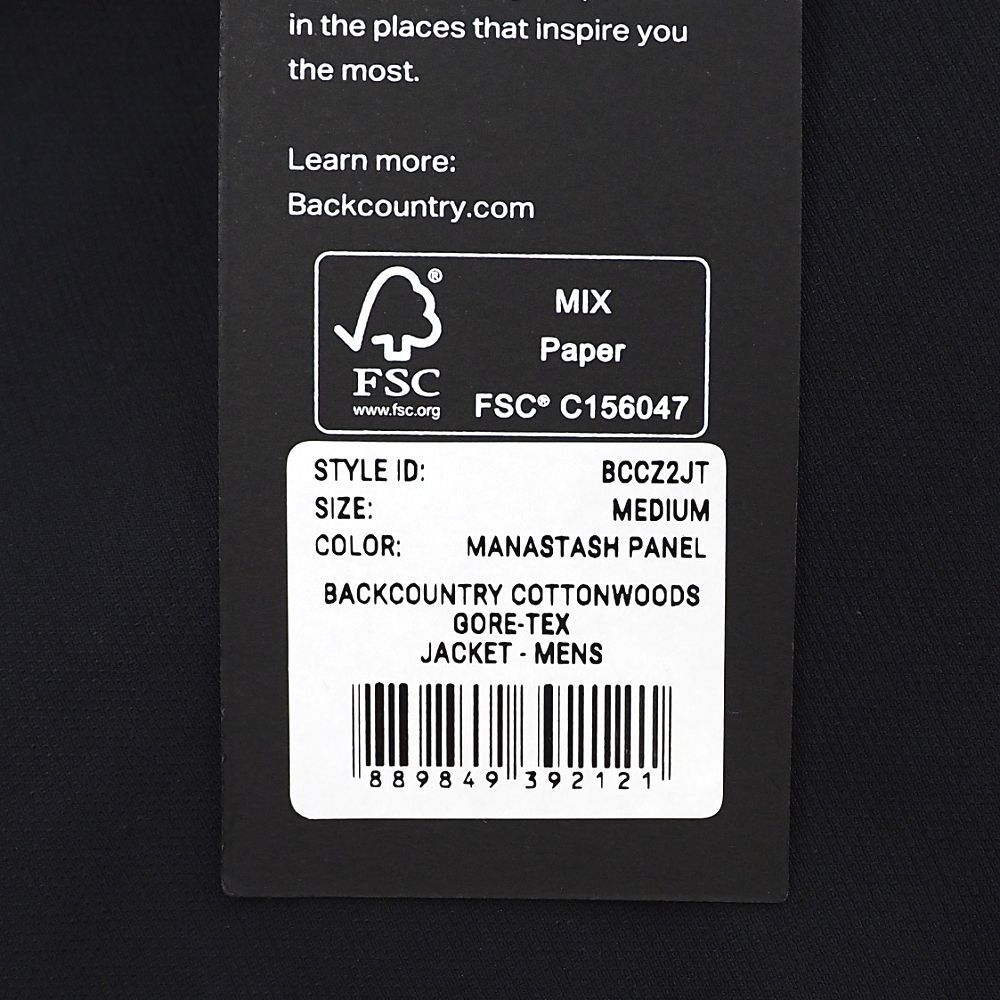 in the places that inspire you
the most.
Learn more:
Backcountry.com
®
FSC
www.fsc.org
MIX
Paper
FSC® C156047
STYLE ID: BCCZ2JT
SIZE: MEDIUM
COLOR: MANASTASH PANEL
BACKCOUNTRY COTTONWOODS
GORE-TEX
JACKET - MENS
889849 392121